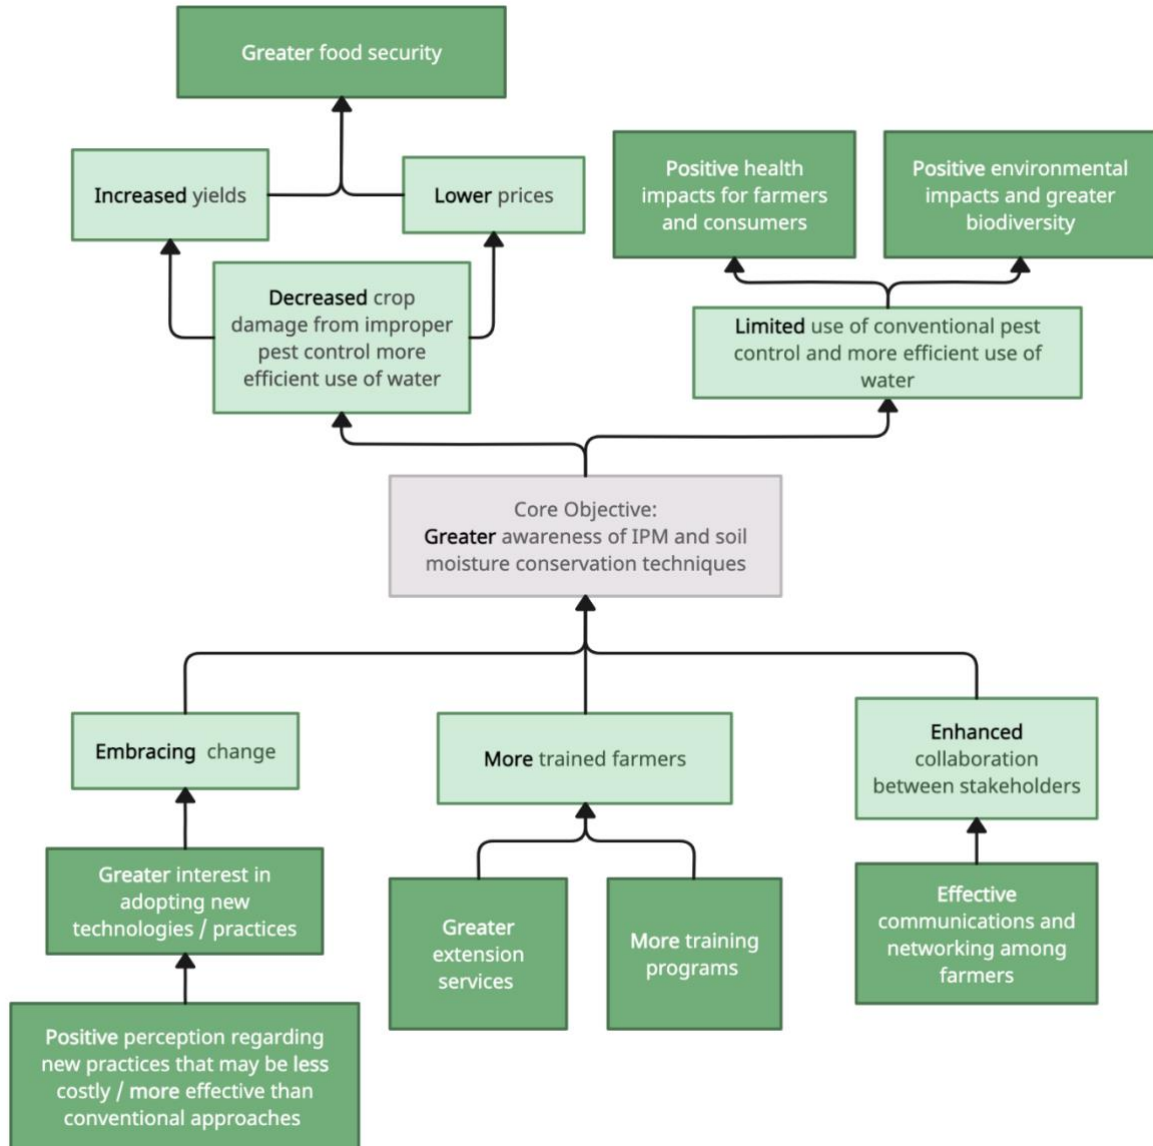 Greater food security
Increased yields
Lower prices
Positive health
impacts for farmers
and consumers
Positive environmental
impacts and greater
biodiversity
Decreased crop
damage from improper
pest control more
efficient use of water
Limited use of conventional pest
control and more efficient use of
water
Core Objective:
Greater awareness of IPM and soil
moisture conservation techniques
Embracing change
More trained farmers
Enhanced
collaboration
between stakeholders
Greater interest in
adopting new
technologies / practices
Greater
extension
services
More training
programs
Effective
communications and
networking among
farmers
Positive perception regarding
new practices that may be less
costly / more effective than
conventional approaches